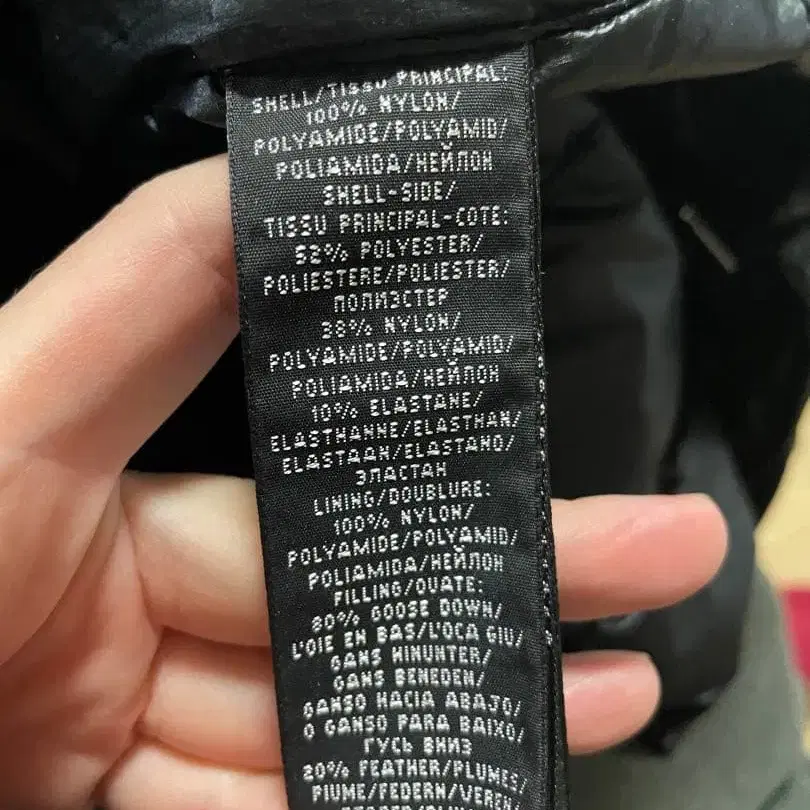 SHELL/TISSU PRINCIPAL:
100% NYLON/
POLYAMIDE/POLYAMID/
POLIAMIDA/НЕЙЛОН
SHELL-SIDE/
TISSU PRINCIPAL-COTE:
52% POLYESTER/
POLIESTERE/POLIESTER/
ПОЛИЭСТЕР
38% NYLON/
POLYAMIDE/POLYAMID/
POLIAMIDA/НЕЙЛОН
10% ELASTANE/
ELASTHANNE/ELASTHAN/
ELASTAAN/ELASTANO/
ЭЛАСТАН
LINING/DOUBLURE:
100% NYLON/
POLYAMIDE/POLYAMID/
POLIAMIDA/НЕЙЛОН
FILLING/OUATE:
80% GOOSE DOWN/
L'OIE EN BAS/L'OCA GIU/
GANS HINUNTER/
GANS BENEDEN/
GANSO HACIA ABAJO/
O GANSO PARA BAIXO/
ГУСЬ ВНИЗ
20% FEATHER/PLUMES/
PIUME/FEDERN/VEREN/